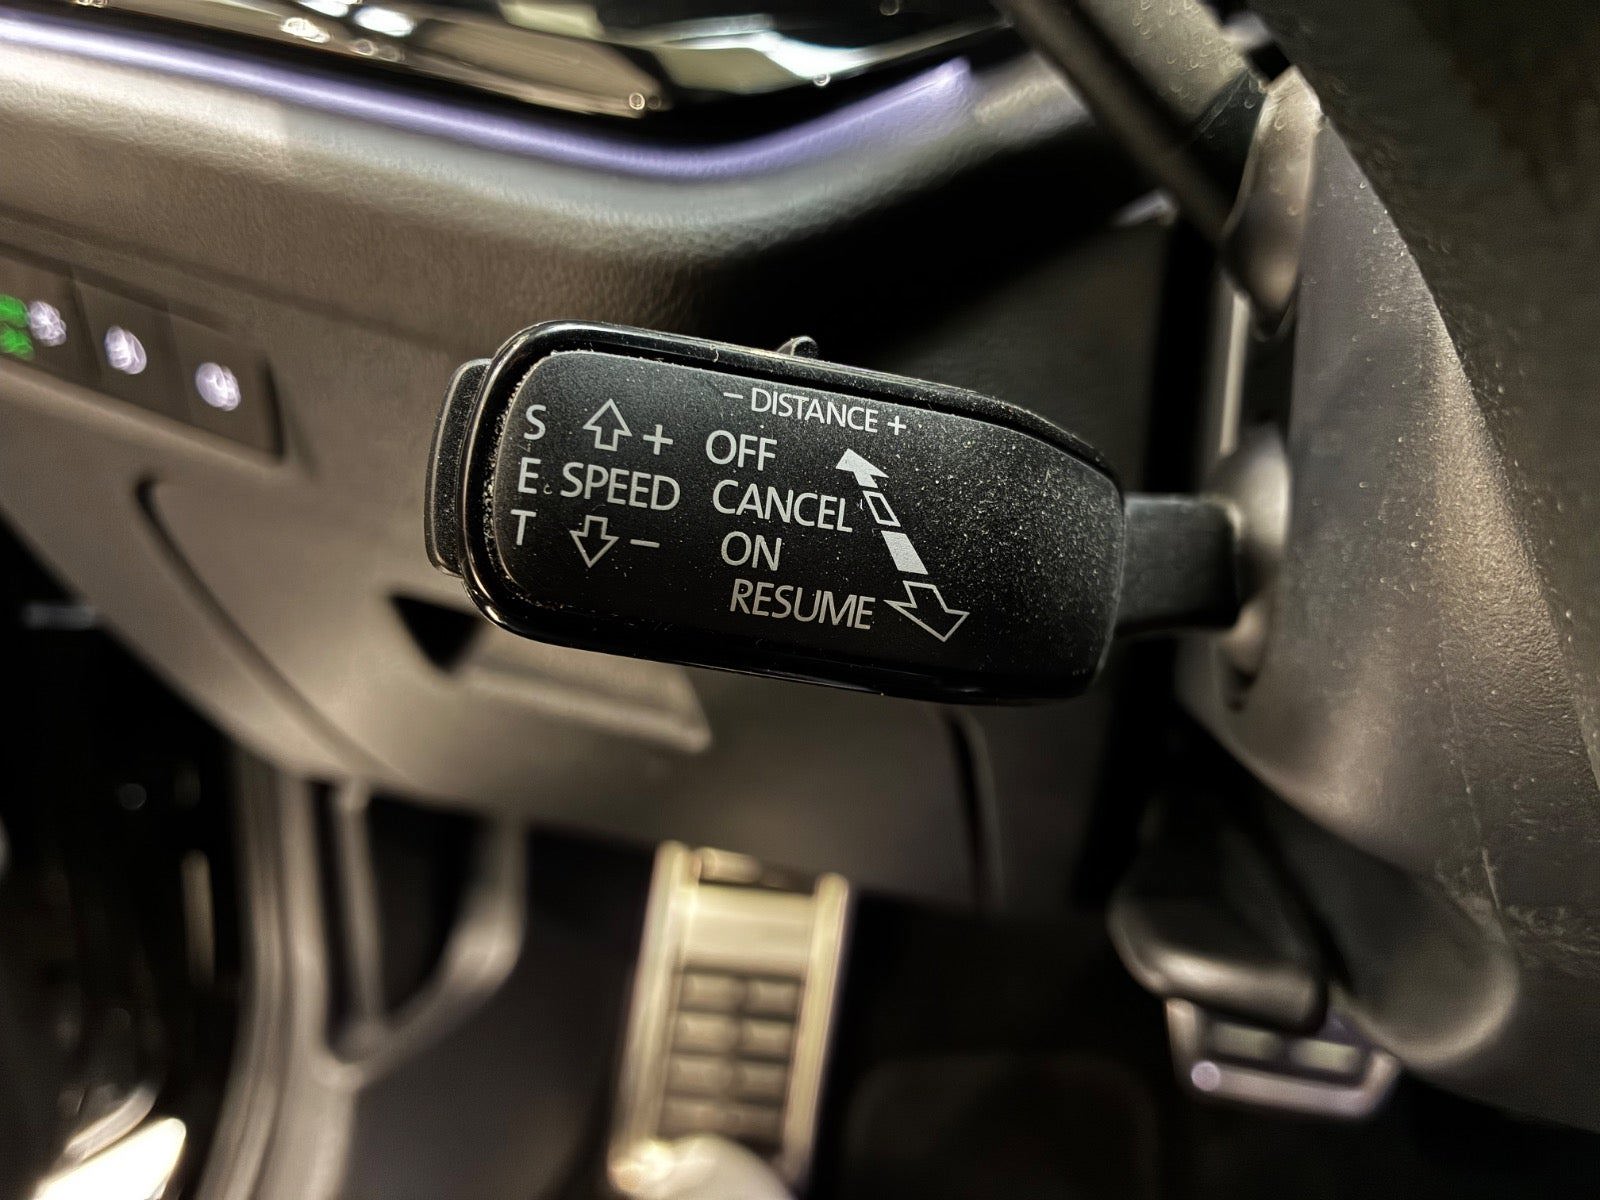 - DISTANCE +
S
E
T
+
SPEED
-
OFF
CANCEL
ON
RESUME